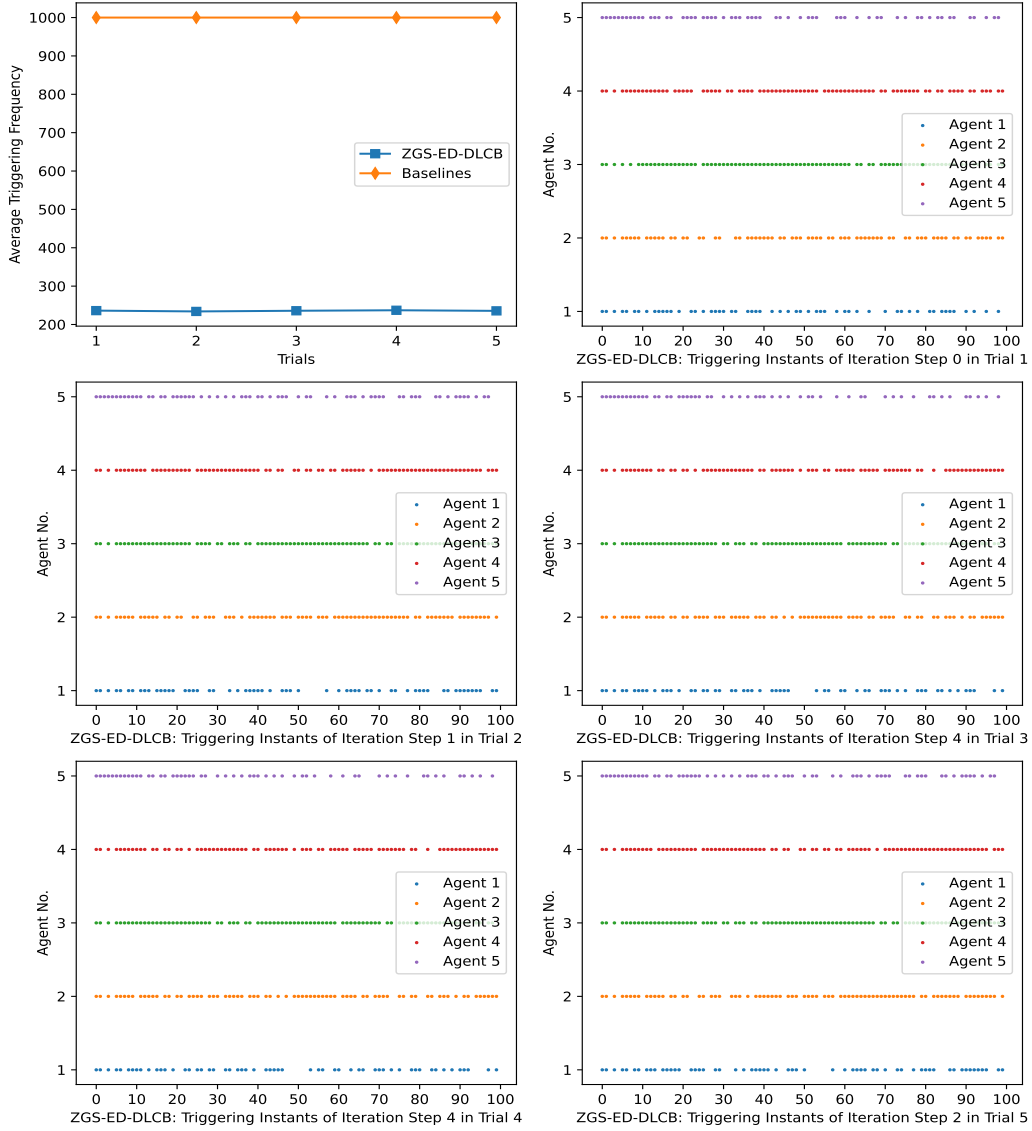 1000
900
800
700
600
500
400
300
200
Average Triggering Frequency
ZGS-ED-DLCB
Baselines
1 2 3 4 5
Trials
5
4
3
2
1
Agent No.
Agent 1
Agent 2
Agent 3
Agent 4
Agent 5
0 10 20 30 40 50 60 70 80 90 100
ZGS-ED-DLCB: Triggering Instants of Iteration Step 0 in Trial 1
5
4
3
2
1
Agent No.
Agent 1
Agent 2
Agent 3
Agent 4
Agent 5
0 10 20 30 40 50 60 70 80 90 100
ZGS-ED-DLCB: Triggering Instants of Iteration Step 1 in Trial 2
5
4
3
2
1
Agent No.
Agent 1
Agent 2
Agent 3
Agent 4
Agent 5
0 10 20 30 40 50 60 70 80 90 100
ZGS-ED-DLCB: Triggering Instants of Iteration Step 4 in Trial 3
5
4
3
2
1
Agent No.
Agent 1
Agent 2
Agent 3
Agent 4
Agent 5
0 10 20 30 40 50 60 70 80 90 100
ZGS-ED-DLCB: Triggering Instants of Iteration Step 4 in Trial 4
5
4
3
2
1
Agent No.
Agent 1
Agent 2
Agent 3
Agent 4
Agent 5
0 10 20 30 40 50 60 70 80 90 100
ZGS-ED-DLCB: Triggering Instants of Iteration Step 2 in Trial 5